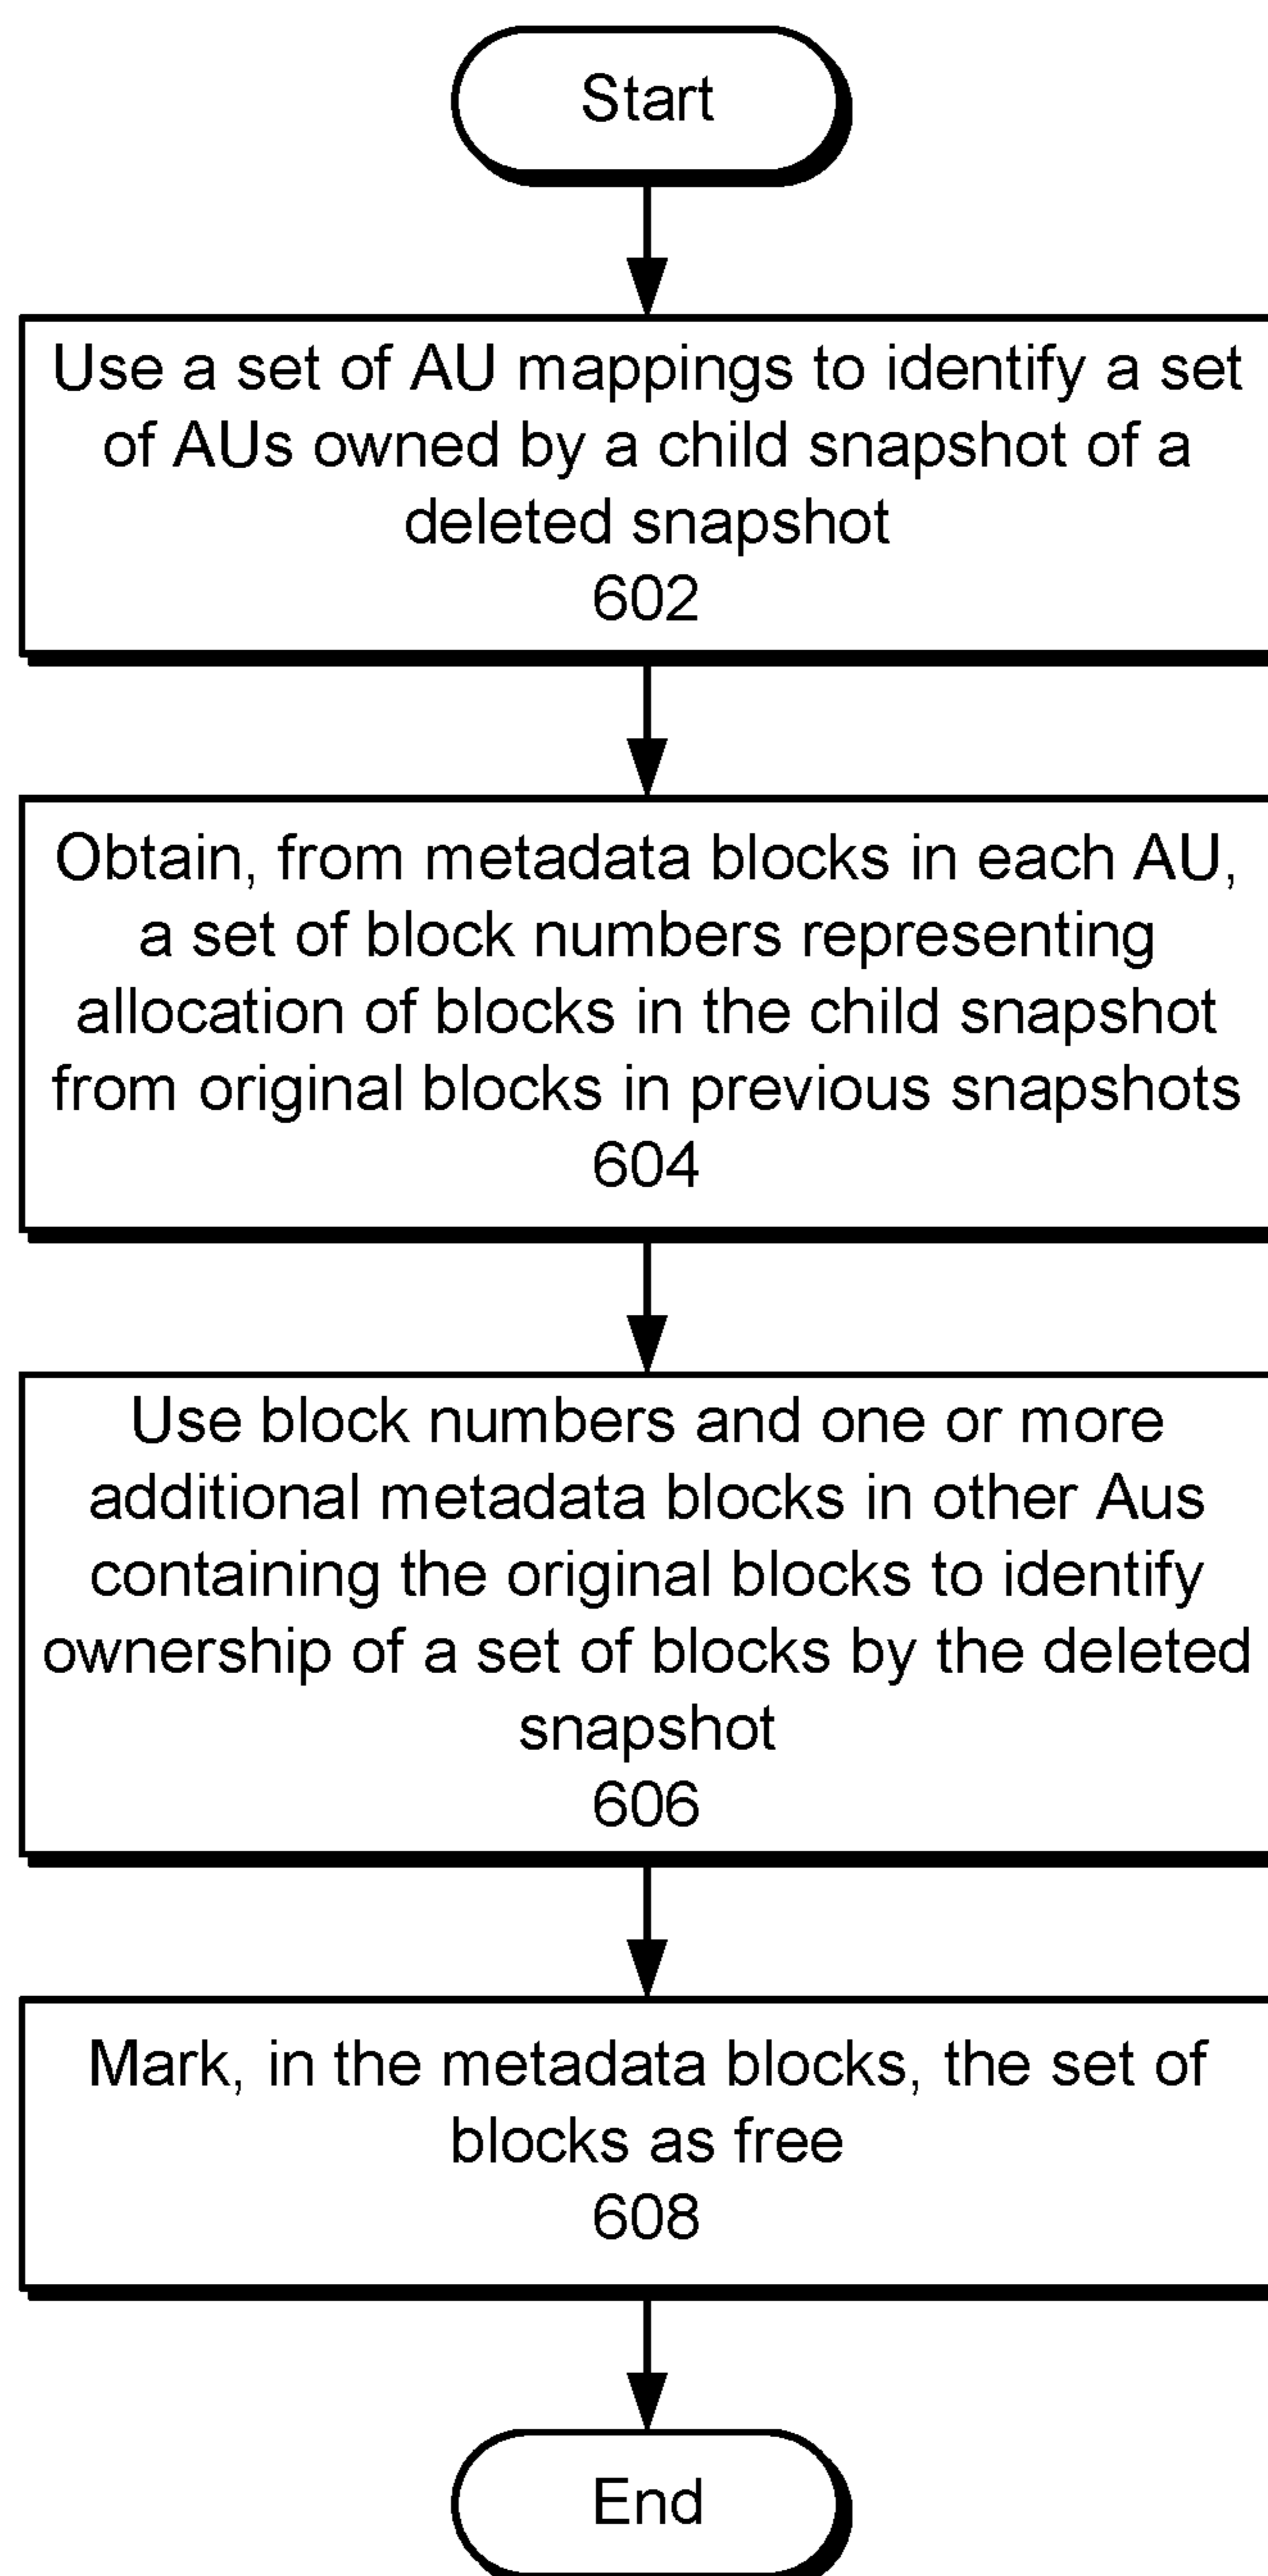 Start
Use a set of AU mappings to identify a set
of AUs owned by a child snapshot of a
deleted snapshot
602
Obtain, from metadata blocks in each AU,
a set of block numbers representing
allocation of blocks in the child snapshot
from original blocks in previous snapshots
604
Use block numbers and one or more
additional metadata blocks in other Aus
containing the original blocks to identify
ownership of a set of blocks by the deleted
snapshot
606
Mark, in the metadata blocks, the set of
blocks as free
608
End